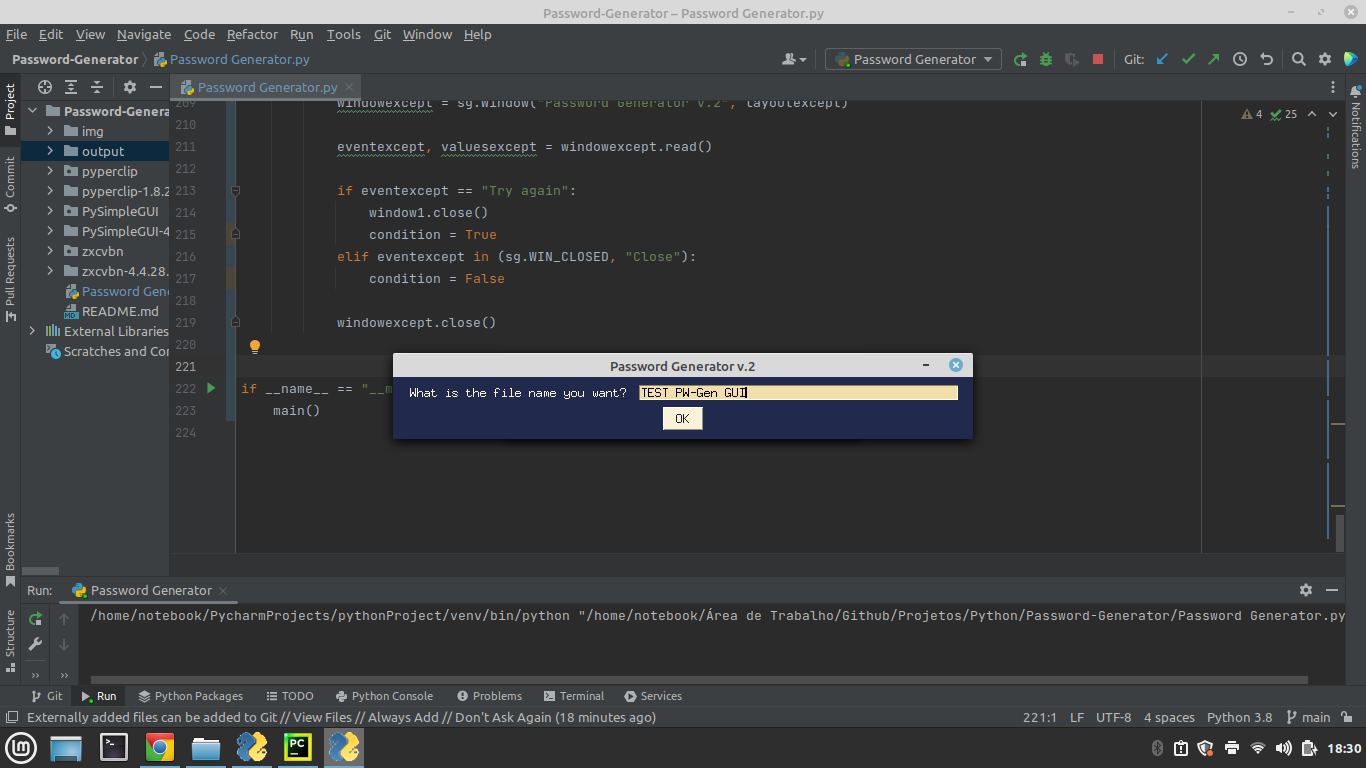 Password-Generator – Password Generator.py
File Edit View Navigate Code Refactor Run Tools Git Window Help
Password-Generator Password Generator.py Password Generator Git:
Project
Commit
Pull Requests
Bookmarks
Structure
Notifications
Password-Genera
img
output
pyperclip
pyperclip-1.8.2
PySimpleGUI
PySimpleGUI-4
zxcvbn
zxcvbn-4.4.28.
Password Gen
README.md
External Libraries
Scratches and Cor
Password Generator.py
4 25
209 windowexcept = sg.Window("Password Generator v.2", layoutexcept)
210
211 eventexcept, valuesexcept = windowexcept.read()
212
213 if eventexcept == "Try again":
214 window1.close()
215 condition = True
216 elif eventexcept in (sg.WIN_CLOSED, "Close"):
217 condition = False
218
219 windowexcept.close()
220
221
222 if __name__ == "__m
223 main()
224
Password Generator v.2
What is the file name you want? TEST PW-Gen GUI
OK
Run: Password Generator
/home/notebook/PycharmProjects/pythonProject/venv/bin/python "/home/notebook/Área de Trabalho/Github/Projetos/Python/Password-Generator/Password Generator.py
Git Run Python Packages TODO Python Console Problems Terminal Services
Externally added files can be added to Git // View Files // Always Add // Don't Ask Again (18 minutes ago) 221:1 LF UTF-8 4 spaces Python 3.8 main
PC
18:30